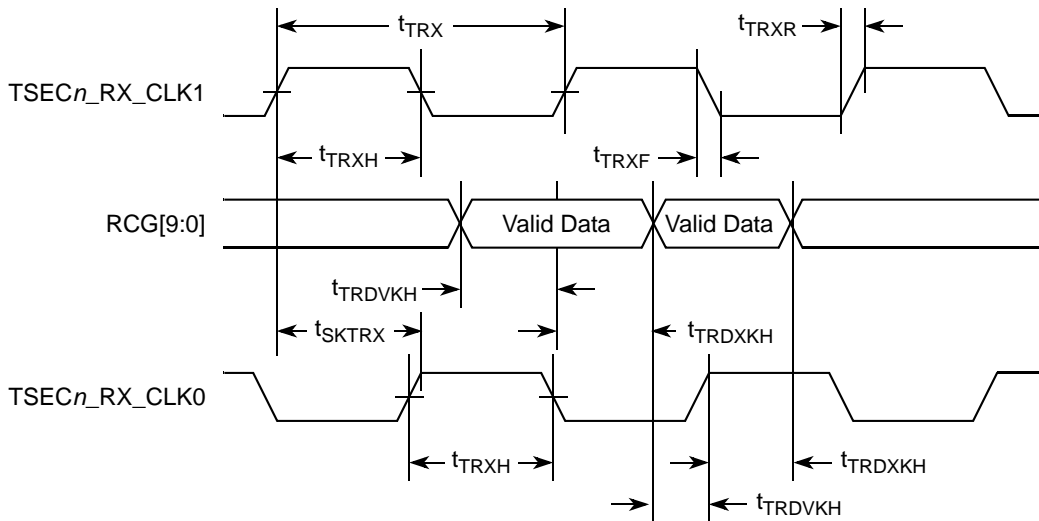 tTRX
tTRXR
TSECn_RX_CLK1
tTRXH
tTRXF
RCG[9:0]
Valid Data
Valid Data
tTRDVKH
tSKTRX
tTRDXKH
TSECn_RX_CLK0
tTRXH
tTRDXKH
tTRDVKH